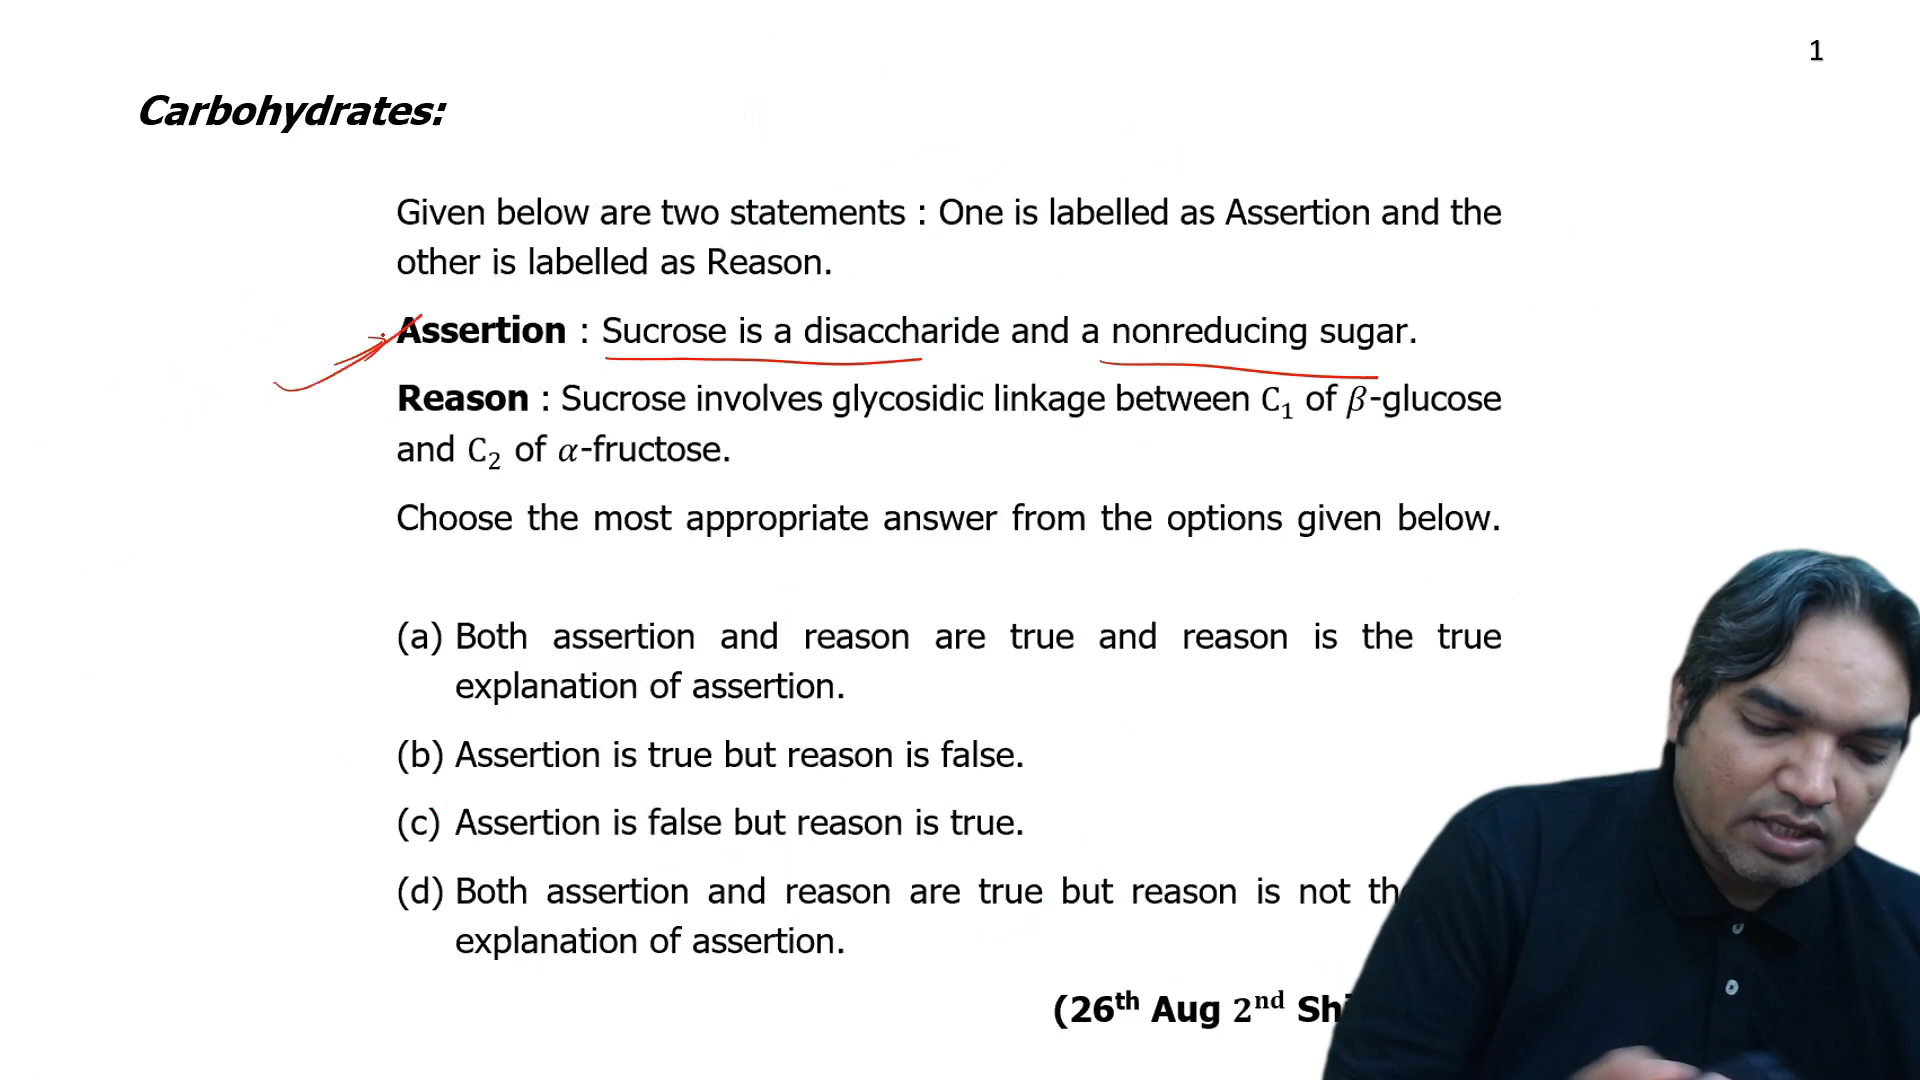 1
Carbohydrates:
Given below are two statements : One is labelled as Assertion and the
other is labelled as Reason.
Assertion : Sucrose is a disaccharide and a nonreducing sugar.
Reason : Sucrose involves glycosidic linkage between C₁ of β-glucose
and C₂ of α-fructose.
Choose the most appropriate answer from the options given below.
(a) Both assertion and reason are true and reason is the true
explanation of assertion.
(b) Assertion is true but reason is false.
(c) Assertion is false but reason is true.
(d) Both assertion and reason are true but reason is not
explanation of assertion.
(26th Aug 2nd